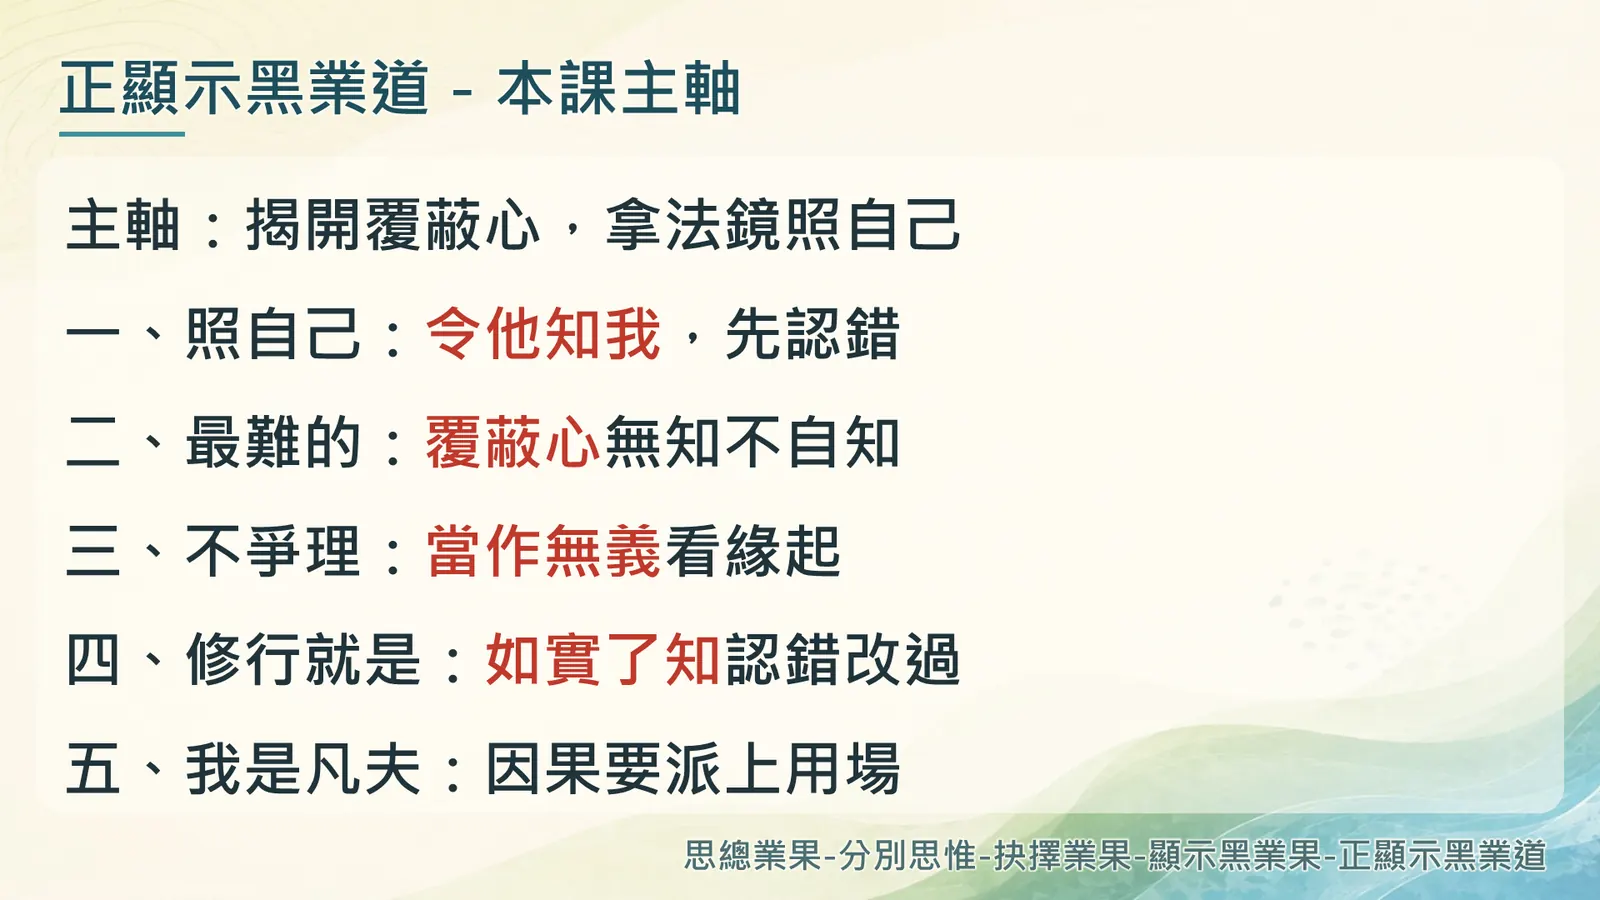 正顯示黑業道 - 本課主軸
主軸：揭開覆蔽心，拿法鏡照自己
一、照自己：令他知我，先認錯
二、最難的：覆蔽心無知不自知
三、不爭理：當作無義看緣起
四、修行就是：如實了知認錯改過
五、我是凡夫：因果要派上用場
思總業果-分別思惟-抉擇業果-顯示黑業果-正顯示黑業道